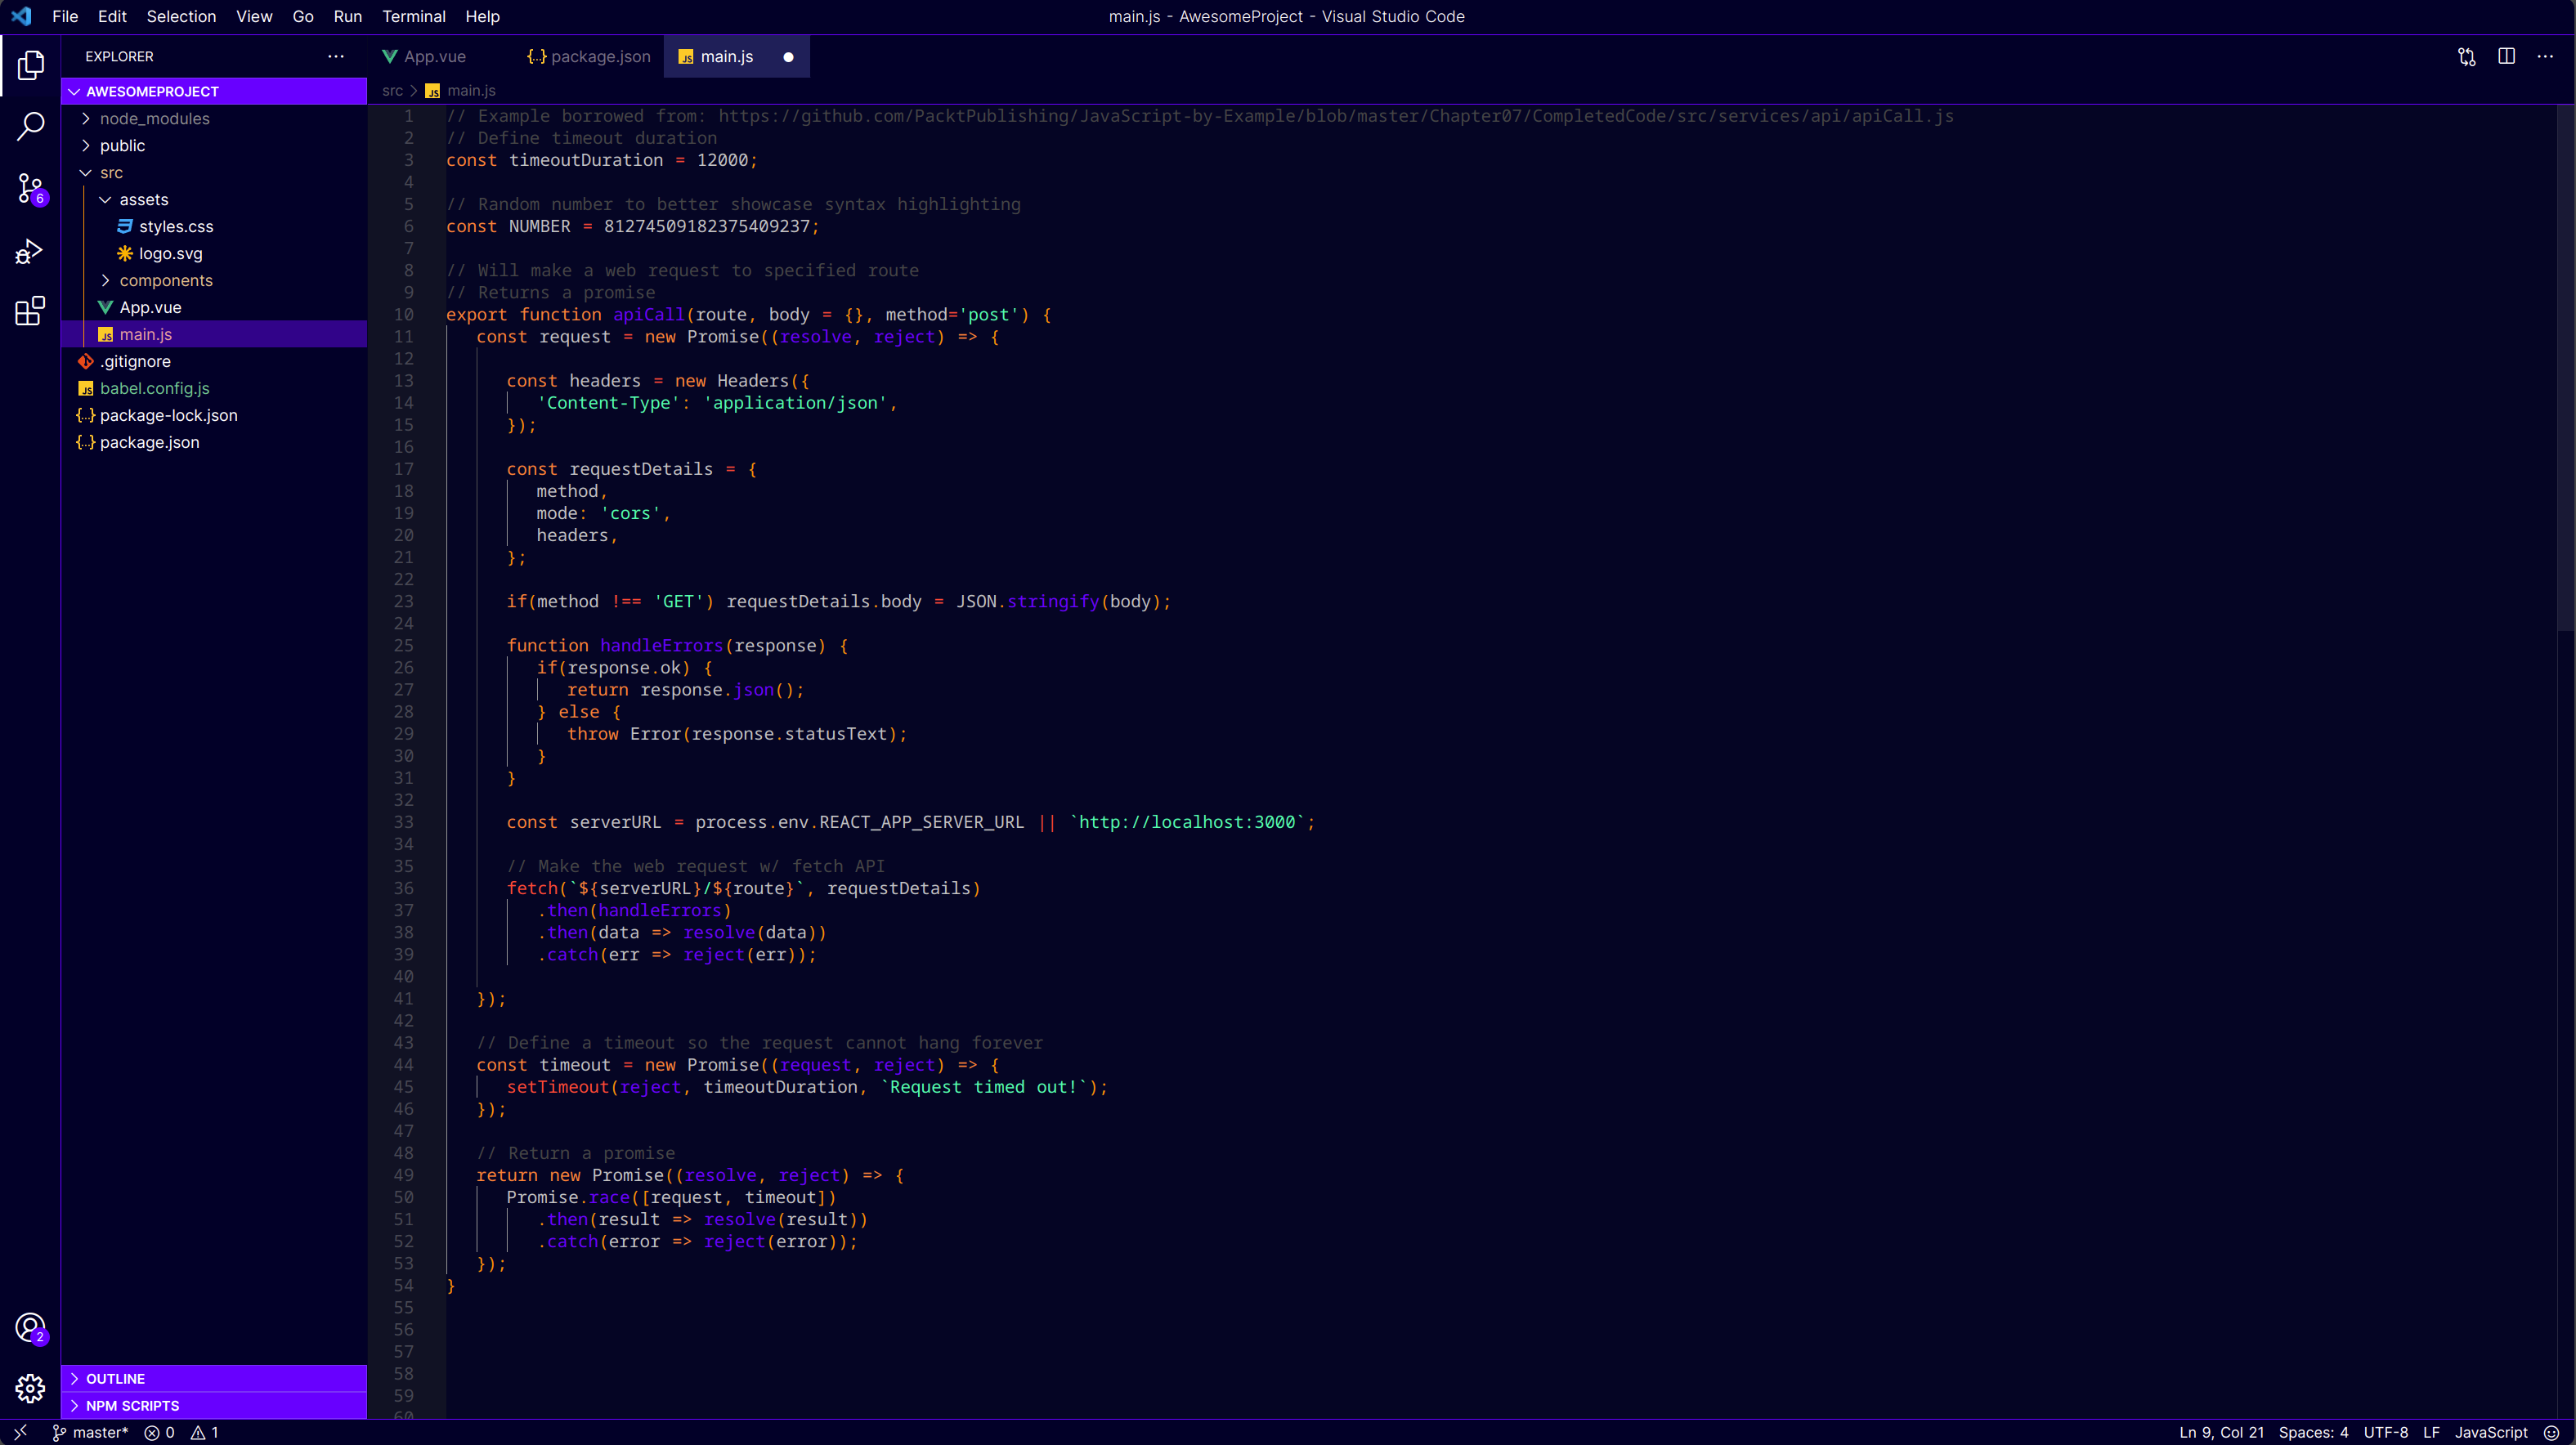 File Edit Selection View Go Run Terminal Help
main.js - AwesomeProject - Visual Studio Code
EXPLORER
AWESOMEPROJECT
node_modules
public
src
assets
styles.css
logo.svg
components
App.vue
main.js
.gitignore
babel.config.js
package-lock.json
package.json
OUTLINE
NPM SCRIPTS
6
2
App.vue
package.json
main.js
src > JS main.js
1 // Example borrowed from: https://github.com/PacktPublishing/JavaScript-by-Example/blob/master/Chapter07/CompletedCode/src/services/api/apiCall.js
2 // Define timeout duration
3 const timeoutDuration = 12000;
4
5 // Random number to better showcase syntax highlighting
6 const NUMBER = 81274509182375409237;
7
8 // Will make a web request to specified route
9 // Returns a promise
10 export function apiCall(route, body = {}, method='post') {
11 const request = new Promise((resolve, reject) => {
12
13 const headers = new Headers({
14 'Content-Type': 'application/json',
15 });
16
17 const requestDetails = {
18 method,
19 mode: 'cors',
20 headers,
21 };
22
23 if(method !== 'GET') requestDetails.body = JSON.stringify(body);
24
25 function handleErrors(response) {
26 if(response.ok) {
27 return response.json();
28 } else {
29 throw Error(response.statusText);
30 }
31 }
32
33 const serverURL = process.env.REACT_APP_SERVER_URL || `http://localhost:3000`;
34
35 // Make the web request w/ fetch API
36 fetch(`${serverURL}/${route}`, requestDetails)
37 .then(handleErrors)
38 .then(data => resolve(data))
39 .catch(err => reject(err));
40
41 });
42
43 // Define a timeout so the request cannot hang forever
44 const timeout = new Promise((request, reject) => {
45 setTimeout(reject, timeoutDuration, `Request timed out!`);
46 });
47
48 // Return a promise
49 return new Promise((resolve, reject) => {
50 Promise.race([request, timeout])
51 .then(result => resolve(result))
52 .catch(error => reject(error));
53 });
54 }
55
56
57
58
59
60
master* 0 1
Ln 9, Col 21 Spaces: 4 UTF-8 LF JavaScript